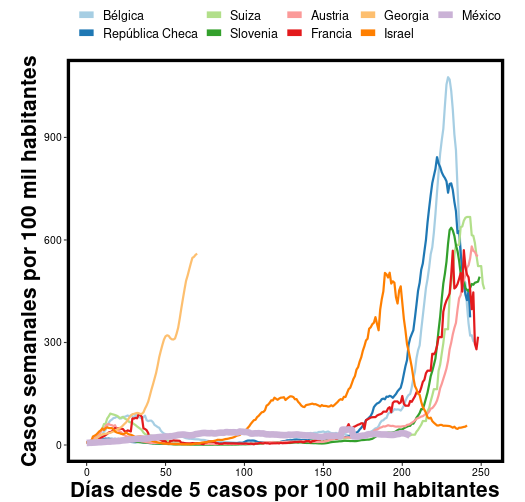 Bélgica Suiza Austria Georgia México
República Checa Slovenia Francia Israel
Casos semanales por 100 mil habitantes
900
600
300
0
0 50 100 150 200 250
Días desde 5 casos por 100 mil habitantes